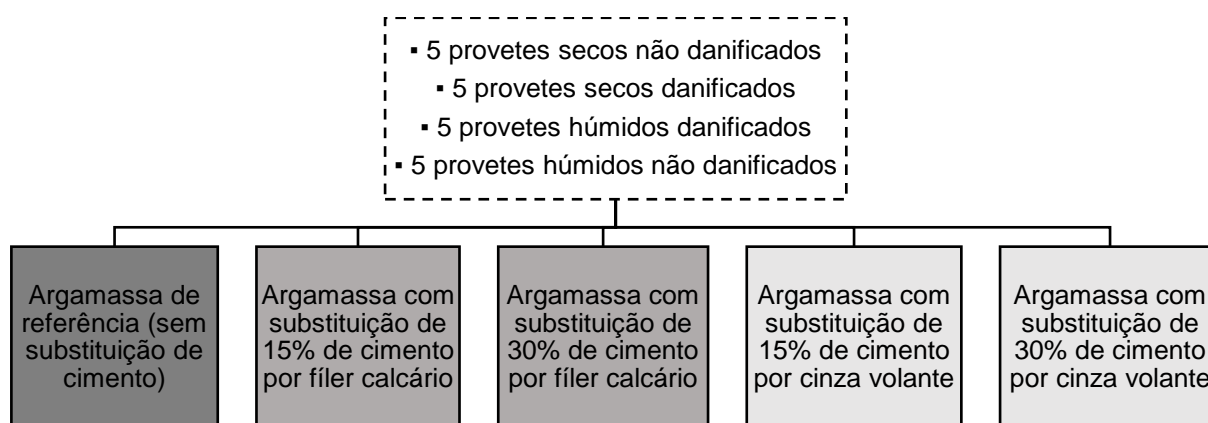 ▪ 5 provetes secos não danificados
▪ 5 provetes secos danificados
▪ 5 provetes húmidos danificados
▪ 5 provetes húmidos não danificados
Argamassa de
referência (sem
substituição de
cimento)
Argamassa com
substituição de
15% de cimento
por fíler calcário
Argamassa com
substituição de
30% de cimento
por fíler calcário
Argamassa com
substituição de
15% de cimento
por cinza volante
Argamassa com
substituição de
30% de cimento
por cinza volante